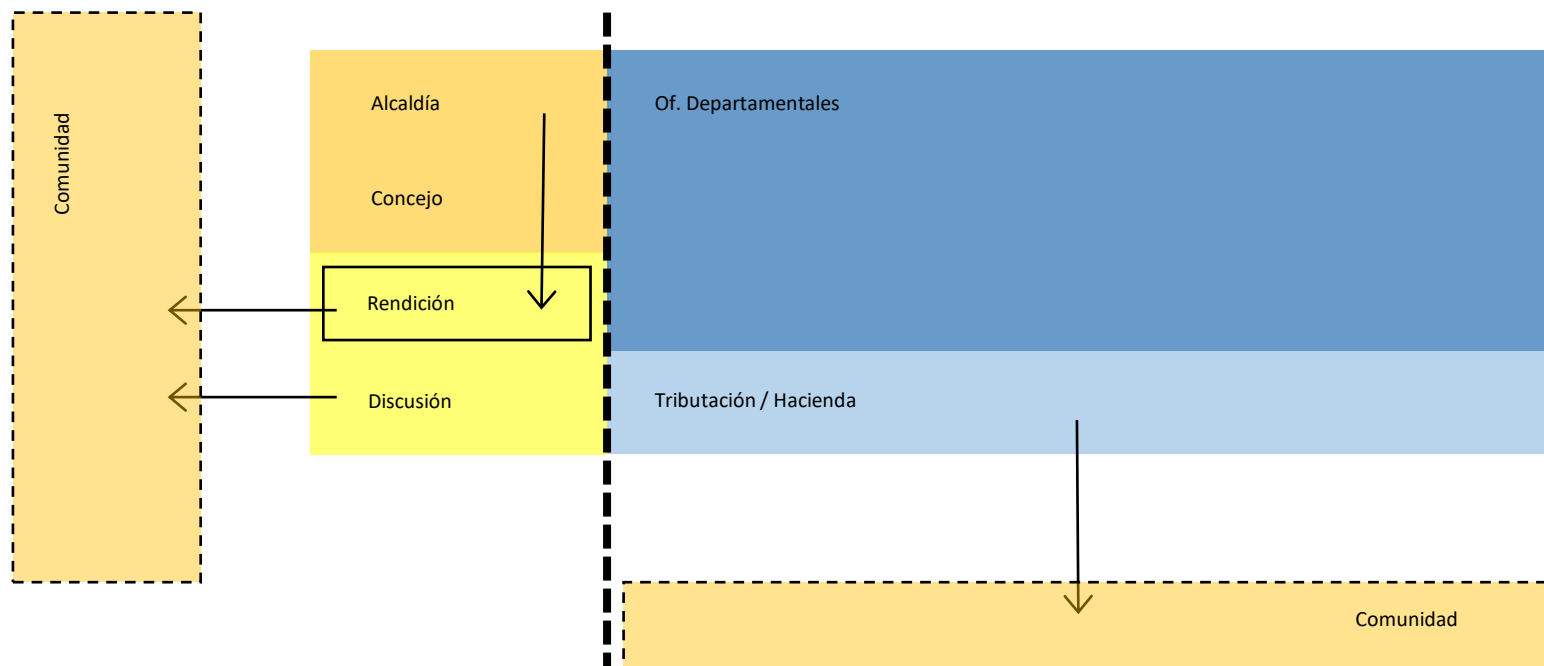 Comunidad
Alcaldía
Of. Departamentales
Concejo
Rendición
Discusión
Tributación / Hacienda
Comunidad